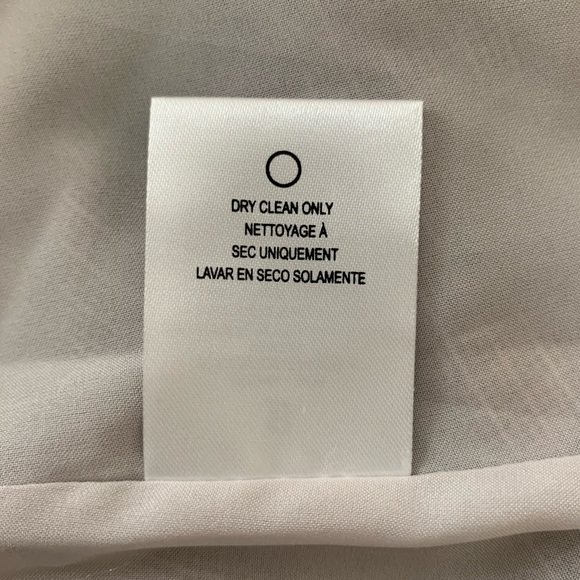 DRY CLEAN ONLY
NETTOYAGE À
SEC UNIQUEMENT
LAVAR EN SECO SOLAMENTE